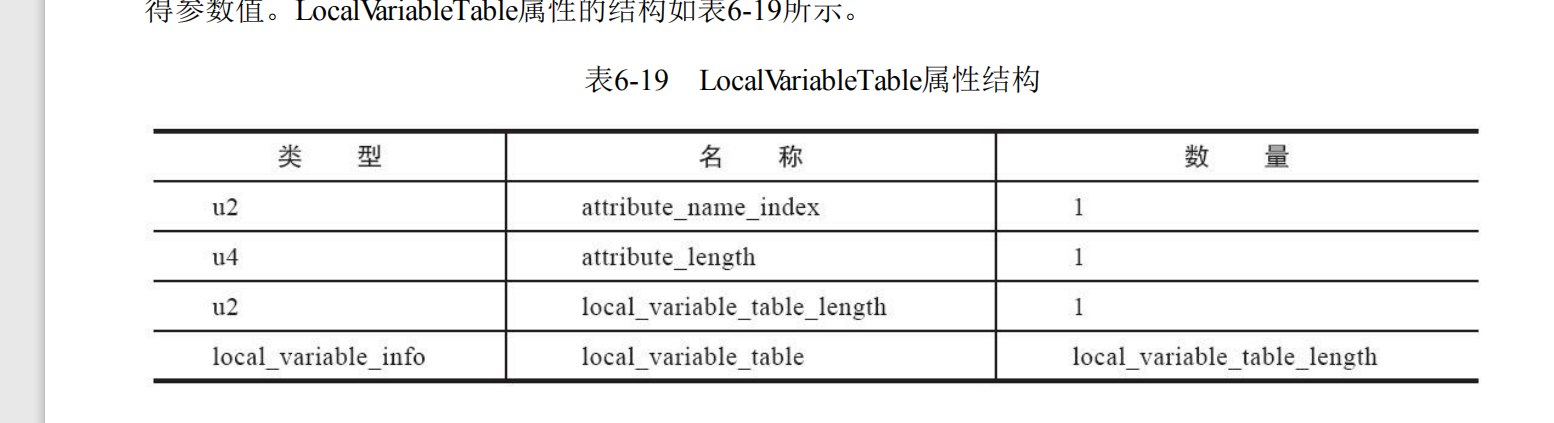 得参数值。LocalVariableTable属性的结构如表6-19所示。
表6-19 LocalVariableTable属性结构
类 型 名 称 数 量
u2 attribute_name_index 1
u4 attribute_length 1
u2 local_variable_table_length 1
local_variable_info local_variable_table local_variable_table_length